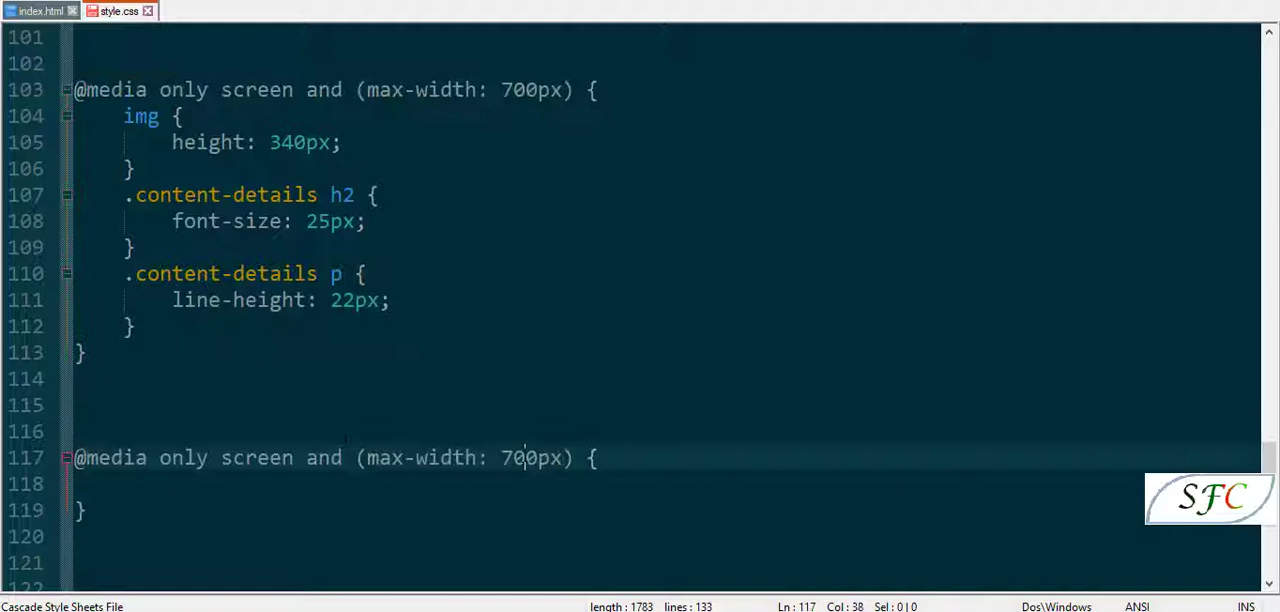 index.html
style.css
101
102
103 @media only screen and (max-width: 700px) {
104 img {
105 height: 340px;
106 }
107 .content-details h2 {
108 font-size: 25px;
109 }
110 .content-details p {
111 line-height: 22px;
112 }
113 }
114
115
116
117 @media only screen and (max-width: 700px) {
118
119 }
120
121
122
SFC
Cascade Style Sheets File length : 1783 lines : 133 Ln : 117 Col : 38 Sel : 0 | 0 Dos\Windows ANSI INS